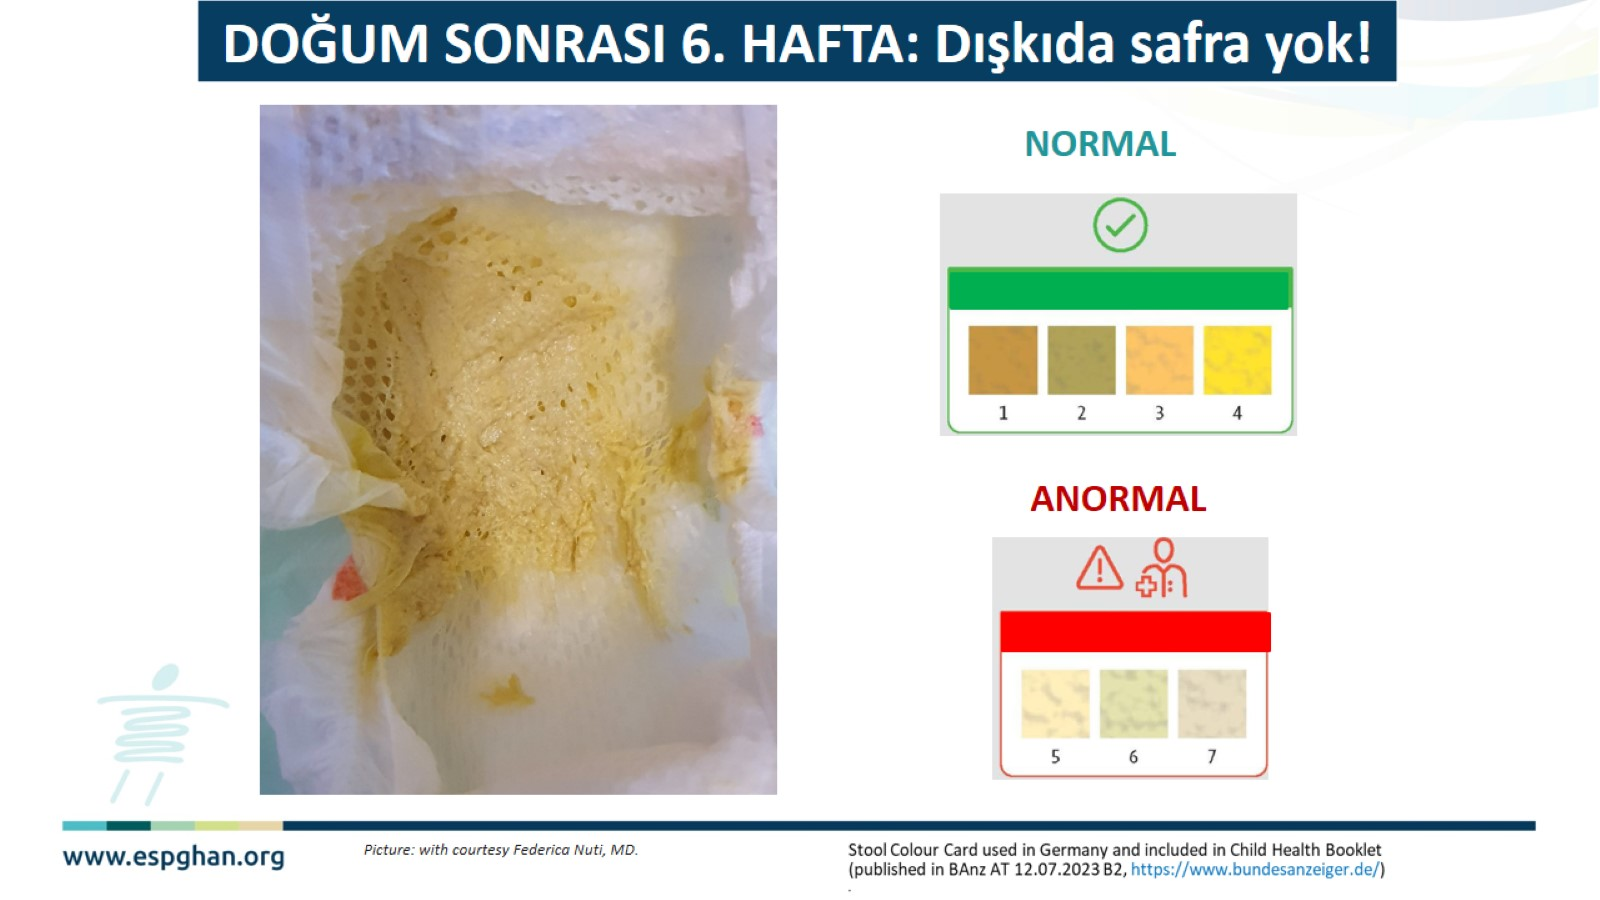 DOĞUM SONRASI 6. HAFTA: Dışkıda safra yok!
NORMAL
1 2 3 4
ANORMAL
5 6 7
www.espghan.org
Picture: with courtesy Federica Nuti, MD.
Stool Colour Card used in Germany and included in Child Health Booklet
(published in BAnz AT 12.07.2023 B2, https://www.bundesanzeiger.de/)
.